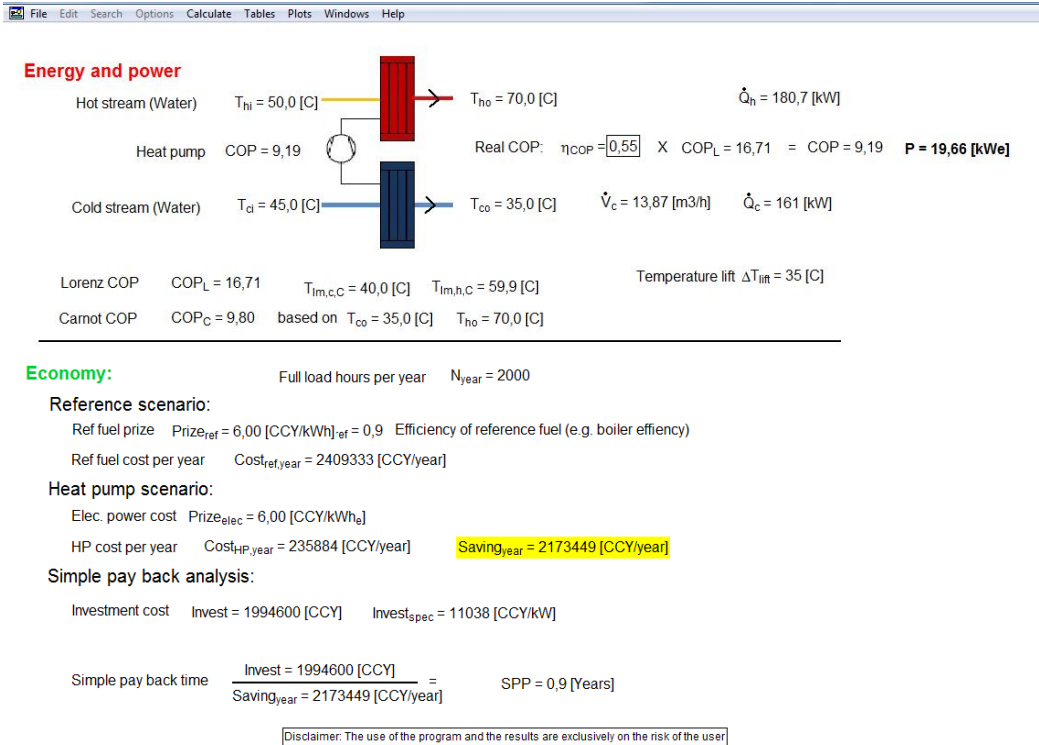 File Edit Search Options Calculate Tables Plots Windows Help
Energy and power
Hot stream (Water) Thi = 50,0 [C] Tho = 70,0 [C] Q̇h = 180,7 [kW]
Heat pump COP = 9,19 Real COP: ηCOP = 0,55 X COPL = 16,71 = COP = 9,19 P = 19,66 [kWe]
Cold stream (Water) Tci = 45,0 [C] Tco = 35,0 [C] V̇c = 13,87 [m3/h] Q̇c = 161 [kW]
Lorenz COP COPL = 16,71 Tlm,c,C = 40,0 [C] Tlm,h,C = 59,9 [C] Temperature lift ΔTlift = 35 [C]
Carnot COP COPC = 9,80 based on Tco = 35,0 [C] Tho = 70,0 [C]
Economy: Full load hours per year Nyear = 2000
Reference scenario:
Ref fuel prize Prizeref = 6,00 [CCY/kWh] ref = 0,9 Efficiency of reference fuel (e.g. boiler effiency)
Ref fuel cost per year Costref,year = 2409333 [CCY/year]
Heat pump scenario:
Elec. power cost Prizeelec = 6,00 [CCY/kWhe]
HP cost per year CostHP,year = 235884 [CCY/year] Savingyear = 2173449 [CCY/year]
Simple pay back analysis:
Investment cost Invest = 1994600 [CCY] Investspec = 11038 [CCY/kW]
Invest = 1994600 [CCY]
Simple pay back time = SPP = 0,9 [Years]
Savingyear = 2173449 [CCY/year]
Disclaimer: The use of the program and the results are exclusively on the risk of the user